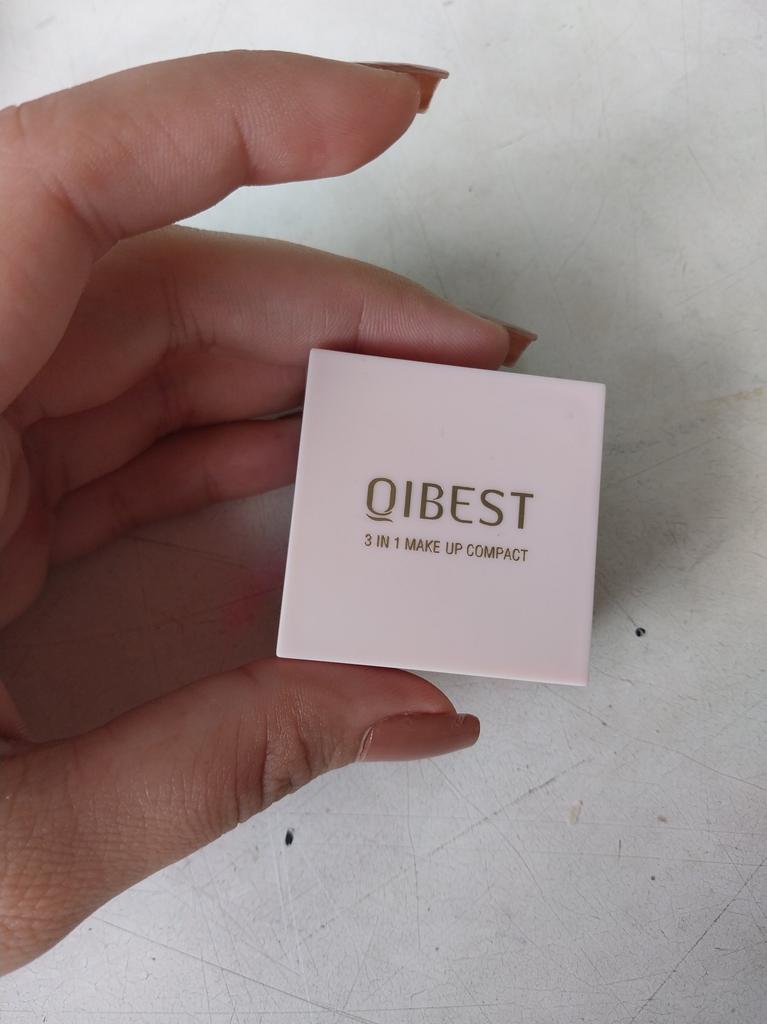 QIBEST
3 IN 1 MAKE UP COMPACT